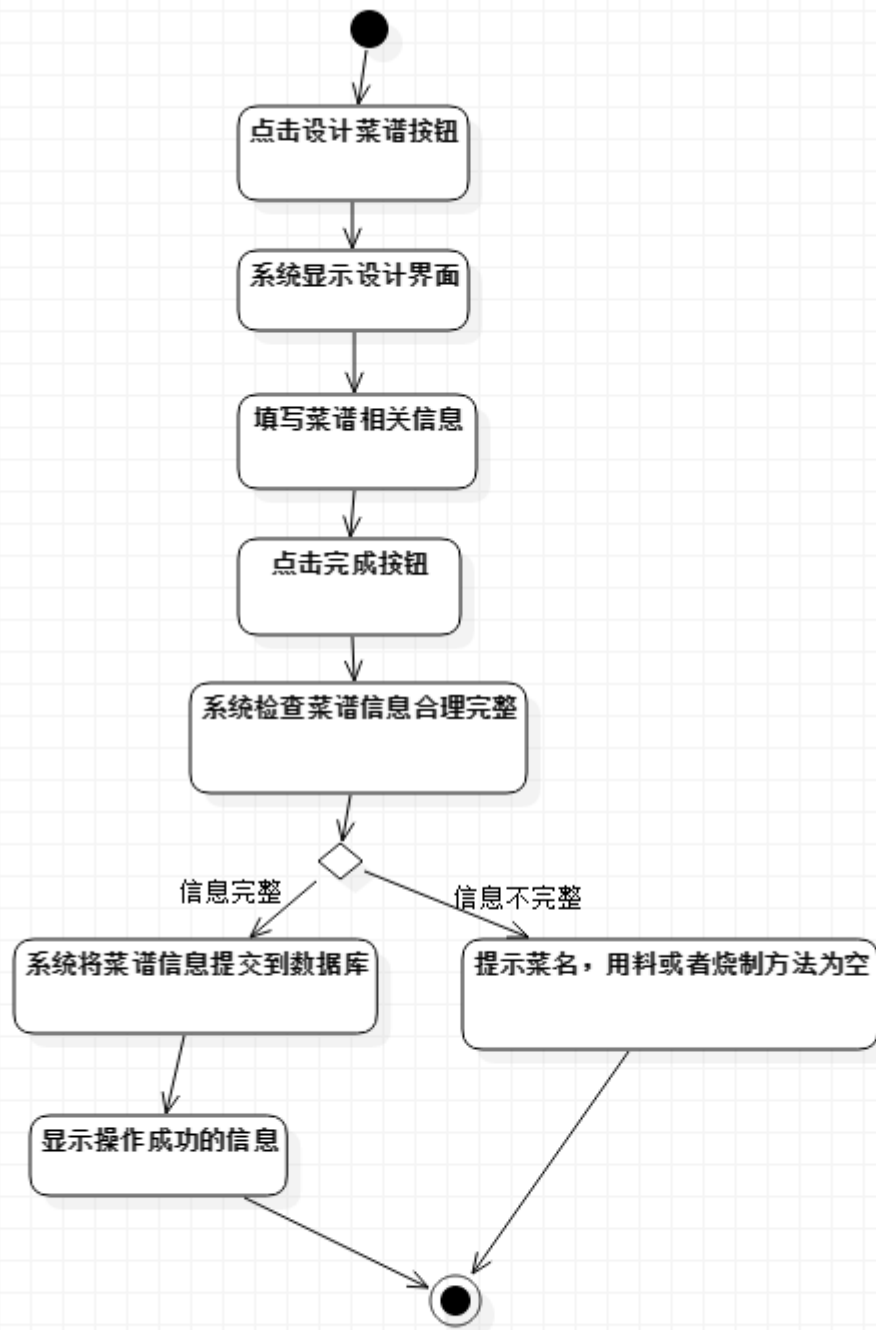 点击设计菜谱按钮
系统显示设计界面
填写菜谱相关信息
点击完成按钮
系统检查菜谱信息合理完整
信息完整
信息不完整
系统将菜谱信息提交到数据库
提示菜名，用料或者烧制方法为空
显示操作成功的信息